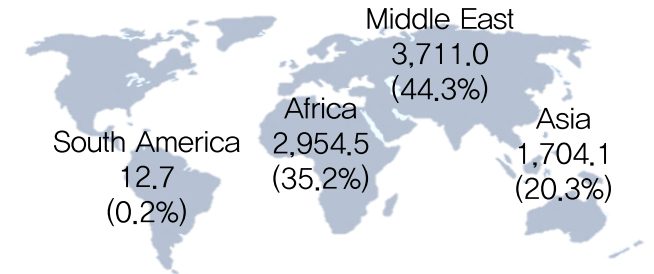 Middle East
3,711.0
(44.3%)
Africa
2,954.5
(35.2%)
Asia
1,704.1
(20.3%)
South America
12.7
(0.2%)